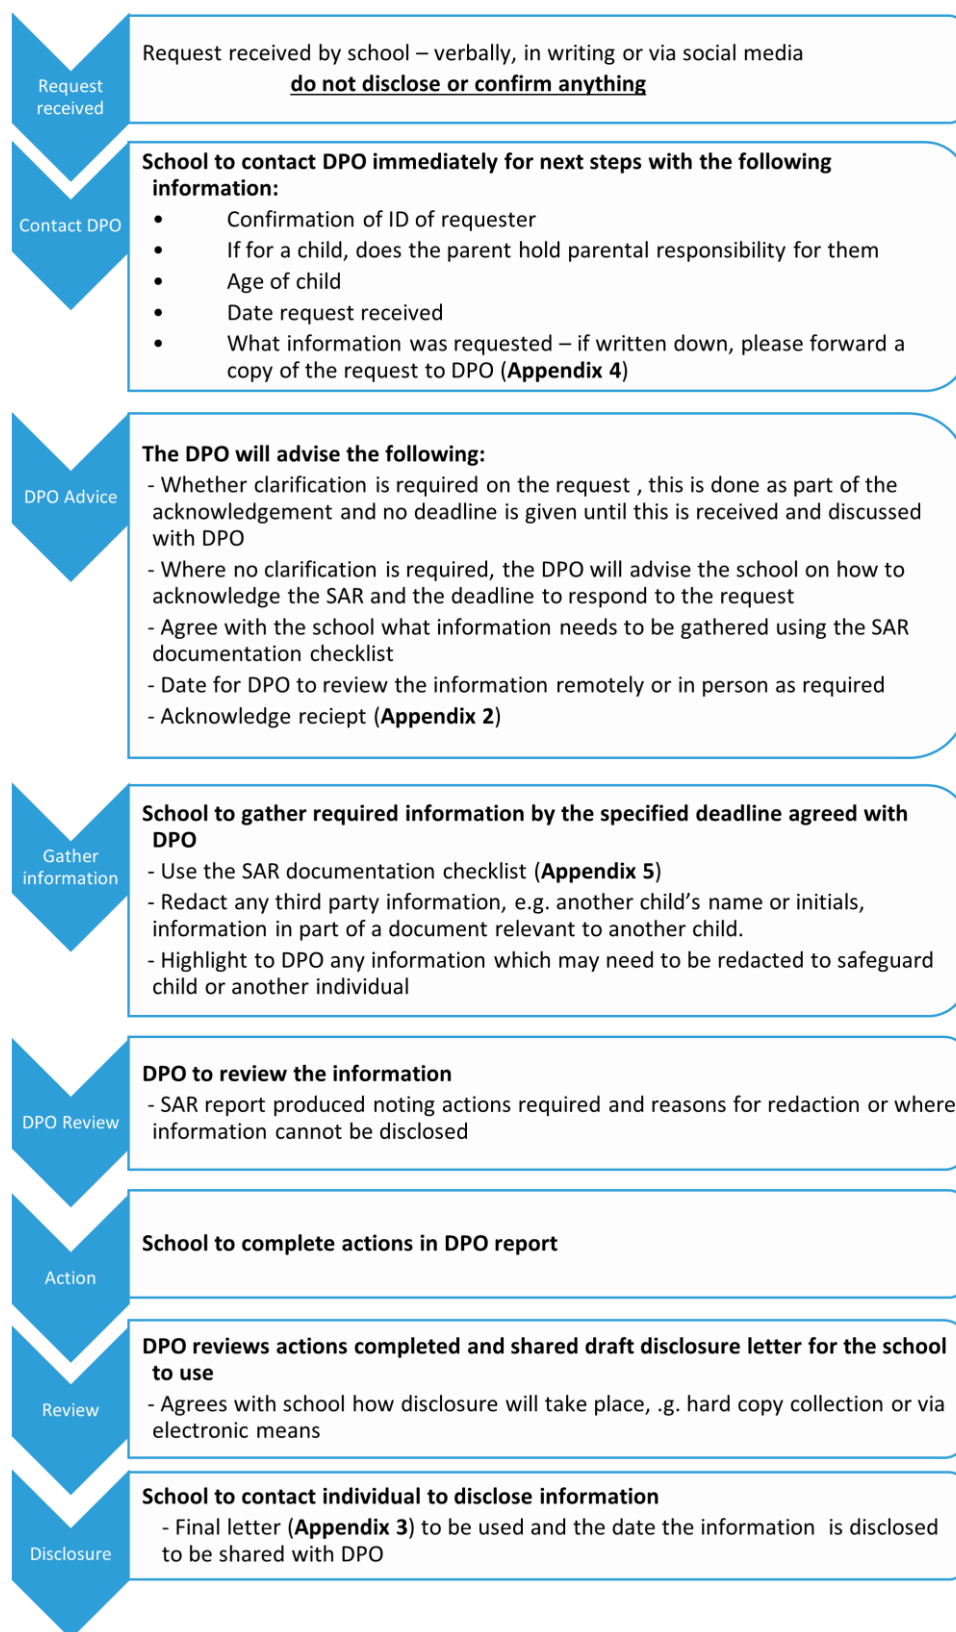 Request
received
Request received by school – verbally, in writing or via social media
do not disclose or confirm anything
Contact DPO
School to contact DPO immediately for next steps with the following
information:
• Confirmation of ID of requester
• If for a child, does the parent hold parental responsibility for them
• Age of child
• Date request received
• What information was requested – if written down, please forward a
copy of the request to DPO (Appendix 4)
DPO Advice
The DPO will advise the following:
- Whether clarification is required on the request , this is done as part of the
acknowledgement and no deadline is given until this is received and discussed
with DPO
- Where no clarification is required, the DPO will advise the school on how to
acknowledge the SAR and the deadline to respond to the request
- Agree with the school what information needs to be gathered using the SAR
documentation checklist
- Date for DPO to review the information remotely or in person as required
- Acknowledge reciept (Appendix 2)
Gather
information
School to gather required information by the specified deadline agreed with
DPO
- Use the SAR documentation checklist (Appendix 5)
- Redact any third party information, e.g. another child’s name or initials,
information in part of a document relevant to another child.
- Highlight to DPO any information which may need to be redacted to safeguard
child or another individual
DPO Review
DPO to review the information
- SAR report produced noting actions required and reasons for redaction or where
information cannot be disclosed
Action
School to complete actions in DPO report
Review
DPO reviews actions completed and shared draft disclosure letter for the school
to use
- Agrees with school how disclosure will take place, .g. hard copy collection or via
electronic means
Disclosure
School to contact individual to disclose information
- Final letter (Appendix 3) to be used and the date the information is disclosed
to be shared with DPO